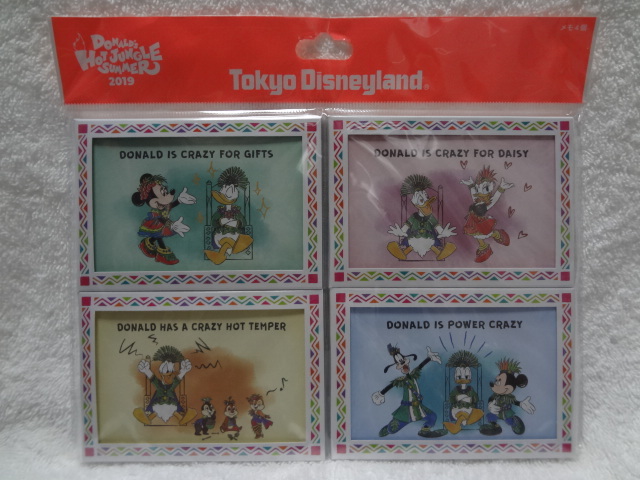 DONALD'S
HOT JUNGLE
SUMMER
2019
Tokyo Disneyland®
DONALD IS CRAZY FOR GIFTS
DONALD IS CRAZY FOR DAISY
DONALD HAS A CRAZY HOT TEMPER
DONALD IS POWER CRAZY